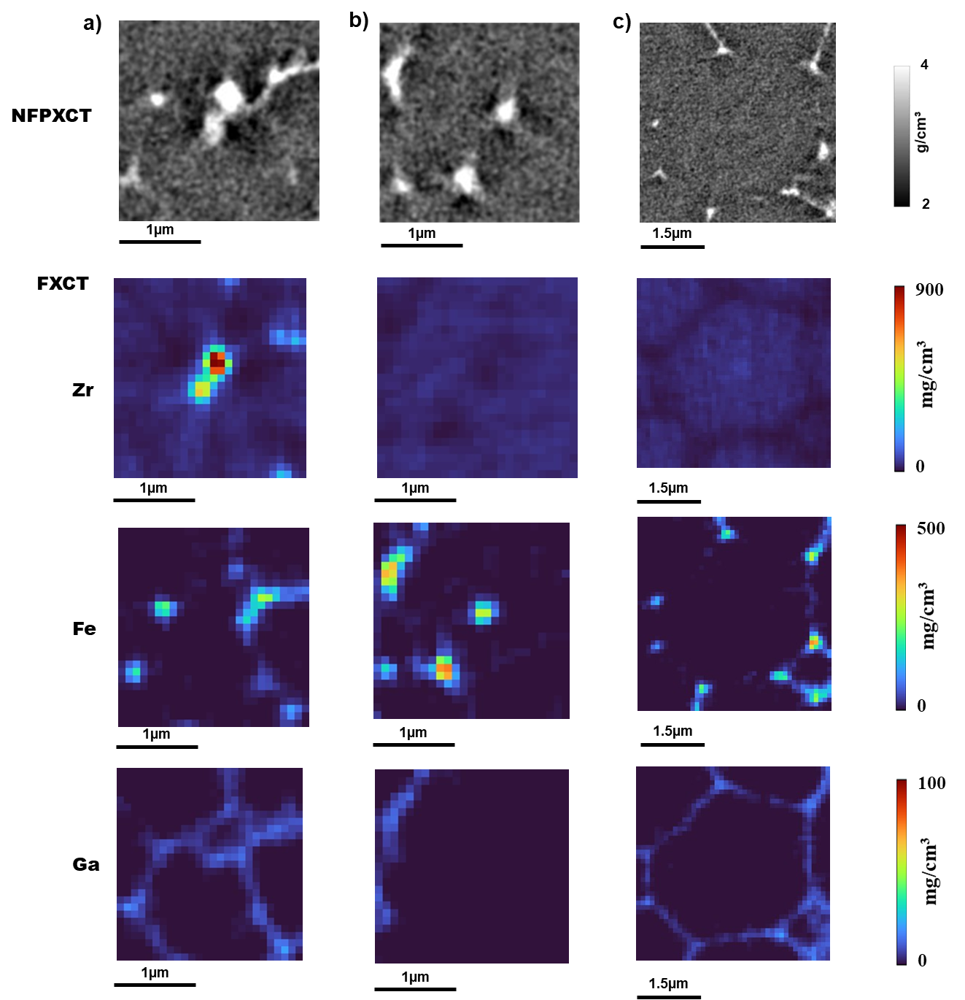 a) b) c)
NFPXCT
4
g/cm³
2
1µm 1µm 1.5µm
FXCT
Zr
900
mg/cm³
0
1µm 1µm 1.5µm
Fe
500
mg/cm³
0
1µm 1µm 1.5µm
Ga
100
mg/cm³
0
1µm 1µm 1.5µm